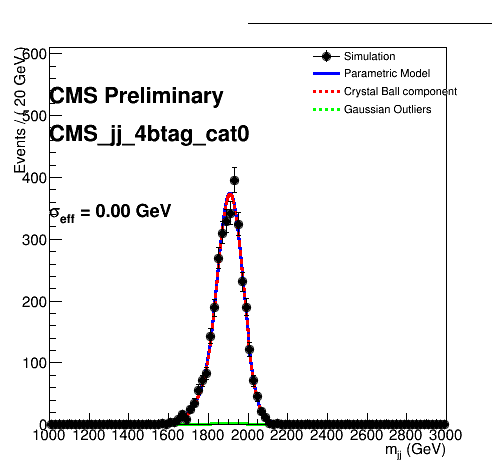 Events / ( 20 GeV )
600
500
400
300
200
100
0
CMS Preliminary
CMS_jj_4btag_cat0
σeff = 0.00 GeV
Simulation
Parametric Model
Crystal Ball component
Gaussian Outliers
1000 1200 1400 1600 1800 2000 2200 2400 2600 2800 3000
mjj (GeV)